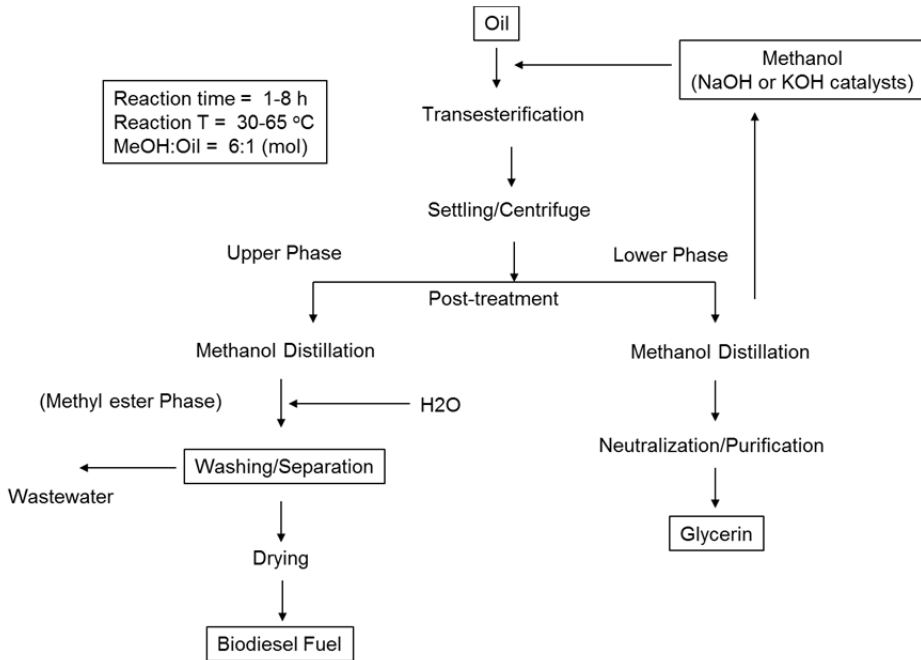 Oil
Methanol
(NaOH or KOH catalysts)
Reaction time = 1-8 h
Reaction T = 30-65 °C
MeOH:Oil = 6:1 (mol)
Transesterification
Settling/Centrifuge
Upper Phase
Lower Phase
Post-treatment
Methanol Distillation
Methanol Distillation
(Methyl ester Phase)
H2O
Neutralization/Purification
Washing/Separation
Wastewater
Glycerin
Drying
Biodiesel Fuel